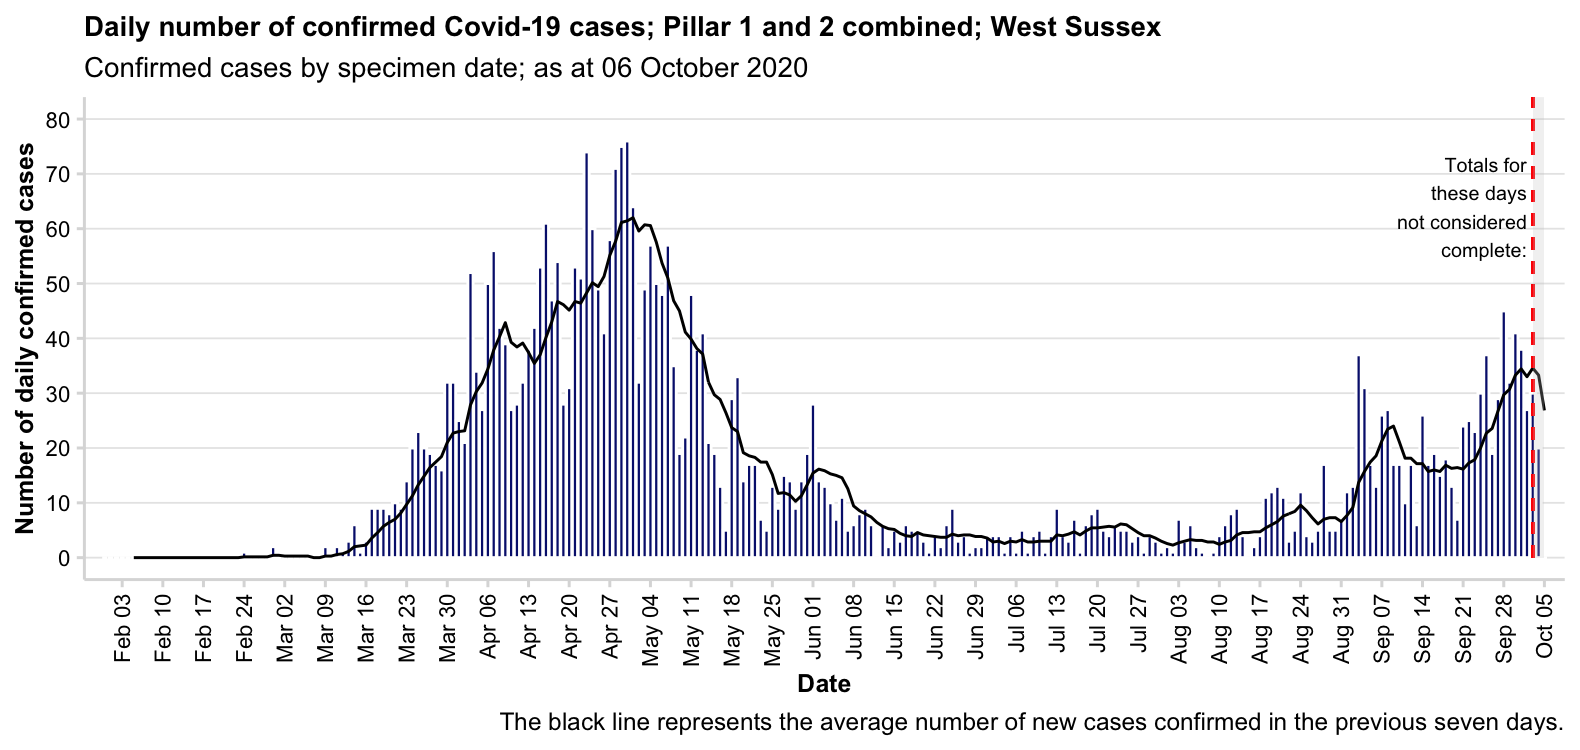 Daily number of confirmed Covid-19 cases; Pillar 1 and 2 combined; West Sussex
Confirmed cases by specimen date; as at 06 October 2020
Number of daily confirmed cases
80
70
60
50
40
30
20
10
0
Totals for
these days
not considered
complete:
Feb 03
Feb 10
Feb 17
Feb 24
Mar 02
Mar 09
Mar 16
Mar 23
Mar 30
Apr 06
Apr 13
Apr 20
Apr 27
May 04
May 11
May 18
May 25
Jun 01
Jun 08
Jun 15
Jun 22
Jun 29
Jul 06
Jul 13
Jul 20
Jul 27
Aug 03
Aug 10
Aug 17
Aug 24
Aug 31
Sep 07
Sep 14
Sep 21
Sep 28
Oct 05
Date
The black line represents the average number of new cases confirmed in the previous seven days.